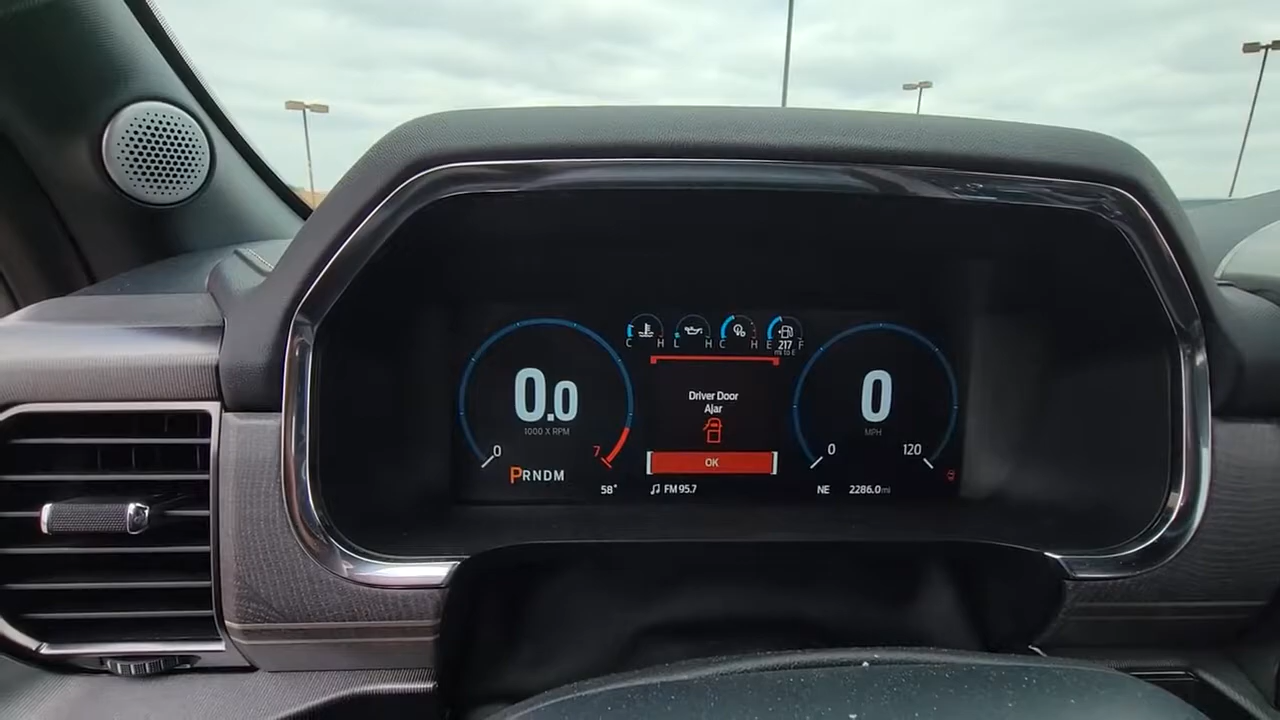 C H L H C H E F
217
mi to E
Driver Door
Ajar
OK
0.0
1000 X RPM
0 7
PRNDM
58°
FM 95.7
0
MPH
0 120
NE 2286.0 mi